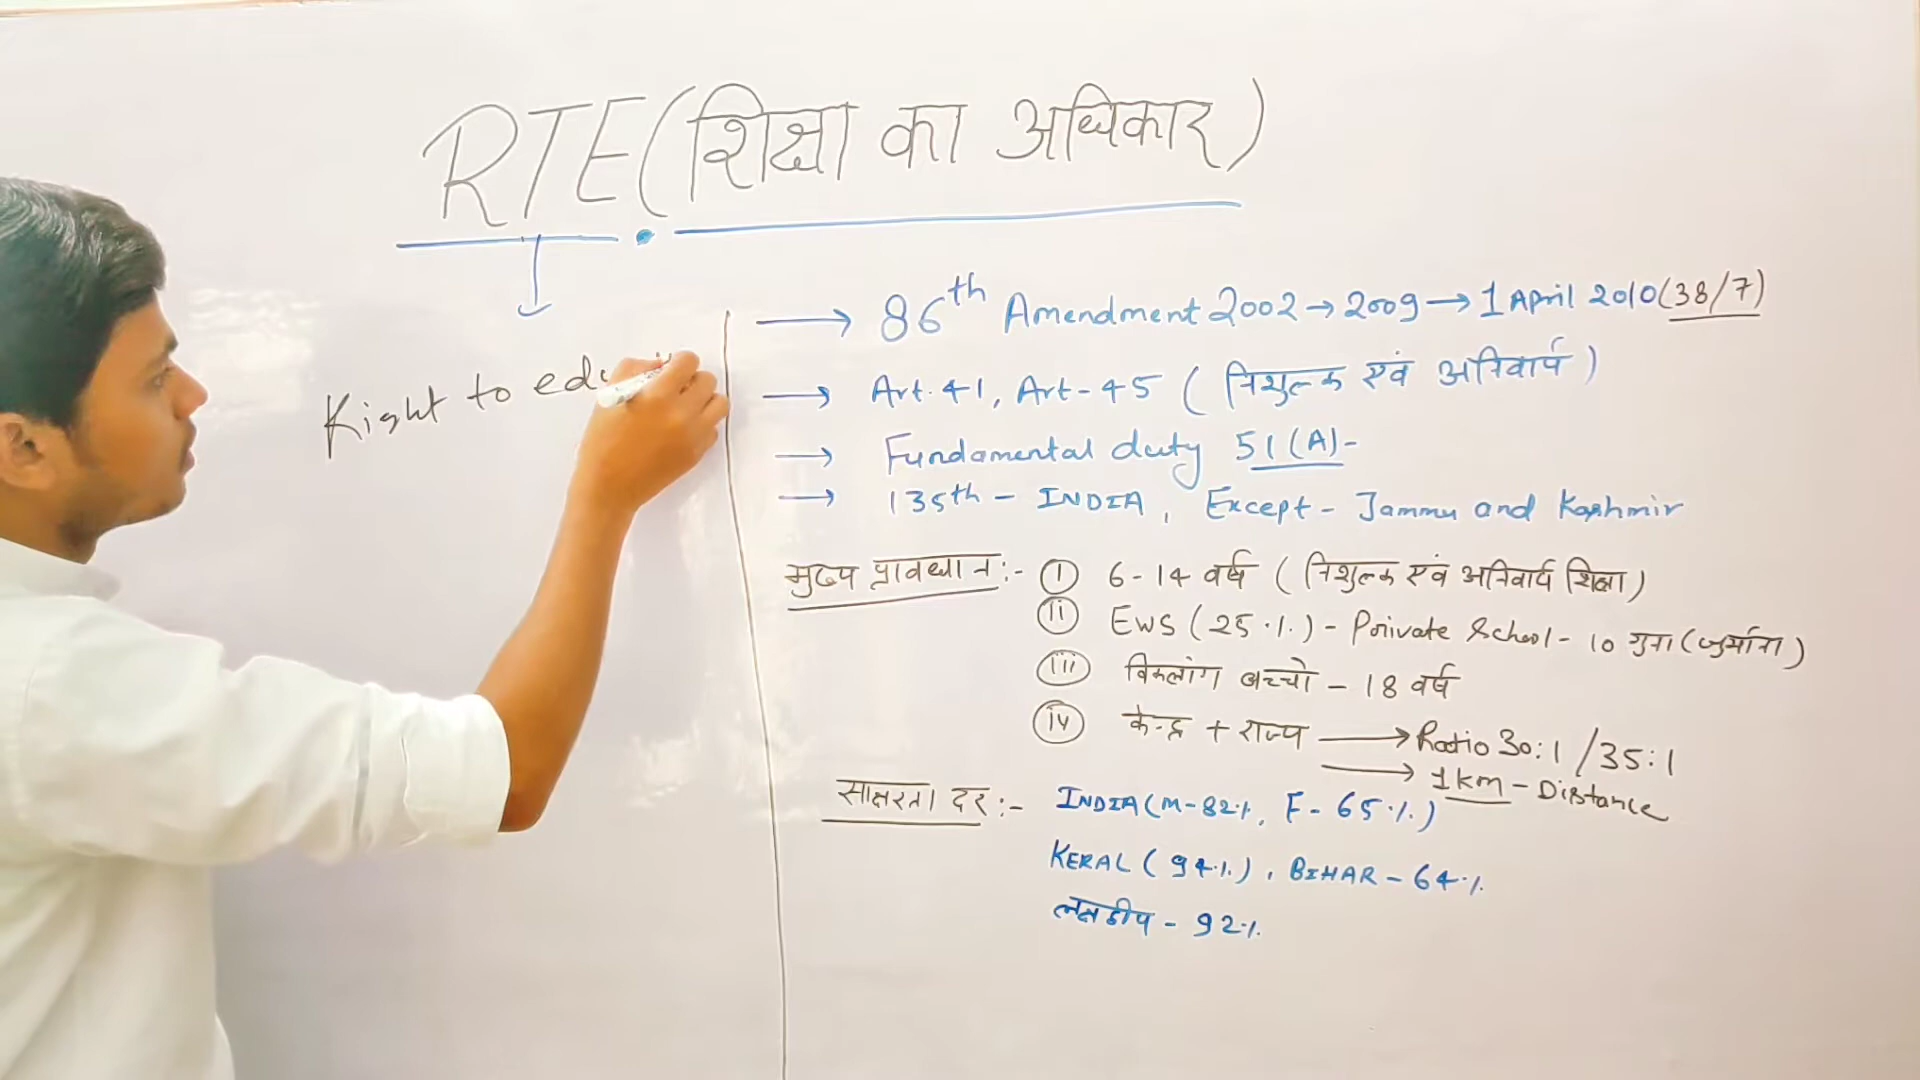 RTE(शिक्षा का अधिकार)
Right to edu
→ 86th Amendment 2002→2009→1 April 2010(38/7)
→ Art.41, Art-45 (निशुल्क एवं अनिवार्य)
→ Fundamental duty 51(A)-
→ 135th - INDIA, Except - Jammu and Kashmir
मुख्य प्रावधान:- (i) 6-14 वर्ष (निशुल्क एवं अनिवार्य शिक्षा)
(ii) EWS (25%) - Private School - 10 गुना (जुर्माना)
(iii) विकलांग बच्चो - 18 वर्ष
(iv) केन्द्र + राज्य → Ratio 30:1 / 35:1
→ 1km - Distance
साक्षरता दर:- INDIA (M-82%, F-65%)
KERAL (94%), BIHAR - 64%
लक्षद्वीप - 92%